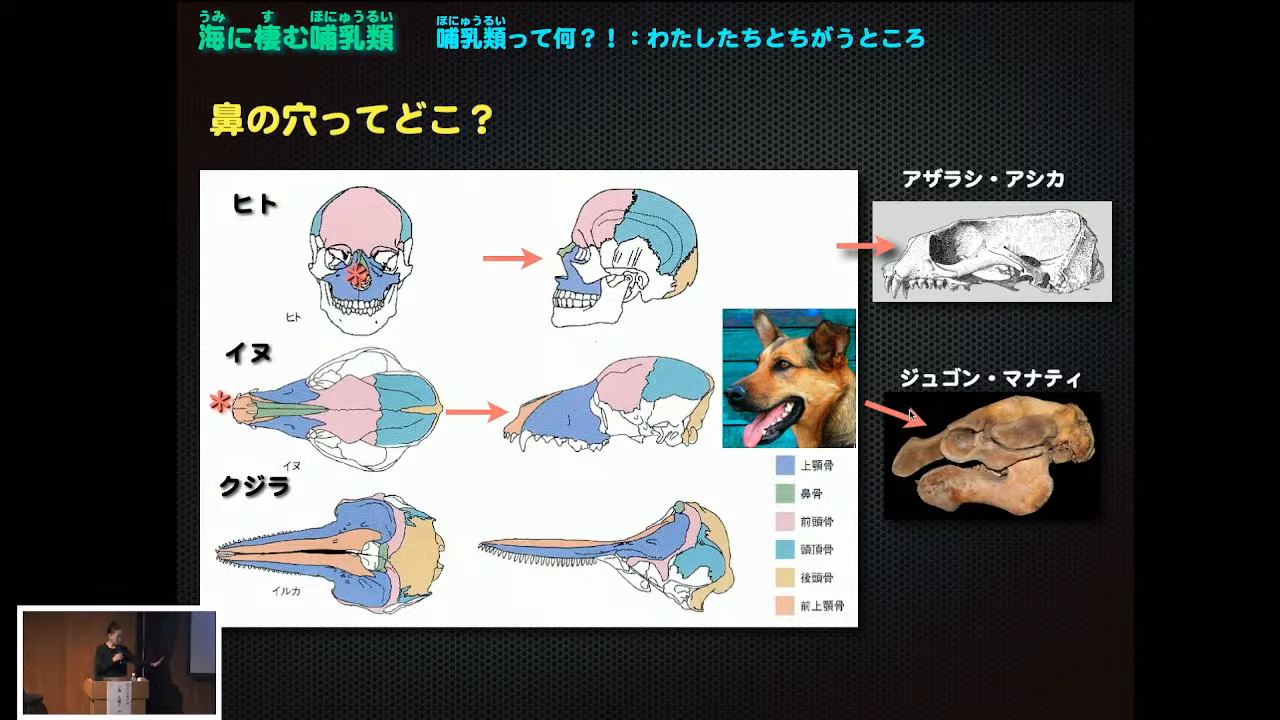 うみ す ほにゅうるい
海に棲む哺乳類
ほにゅうるい
哺乳類って何？！：わたしたちとちがうところ
鼻の穴ってどこ？
ヒト
ヒト
イヌ
イヌ
クジラ
イルカ
上顎骨
鼻骨
前頭骨
頭頂骨
後頭骨
前上顎骨
アザラシ・アシカ
ジュゴン・マナティ